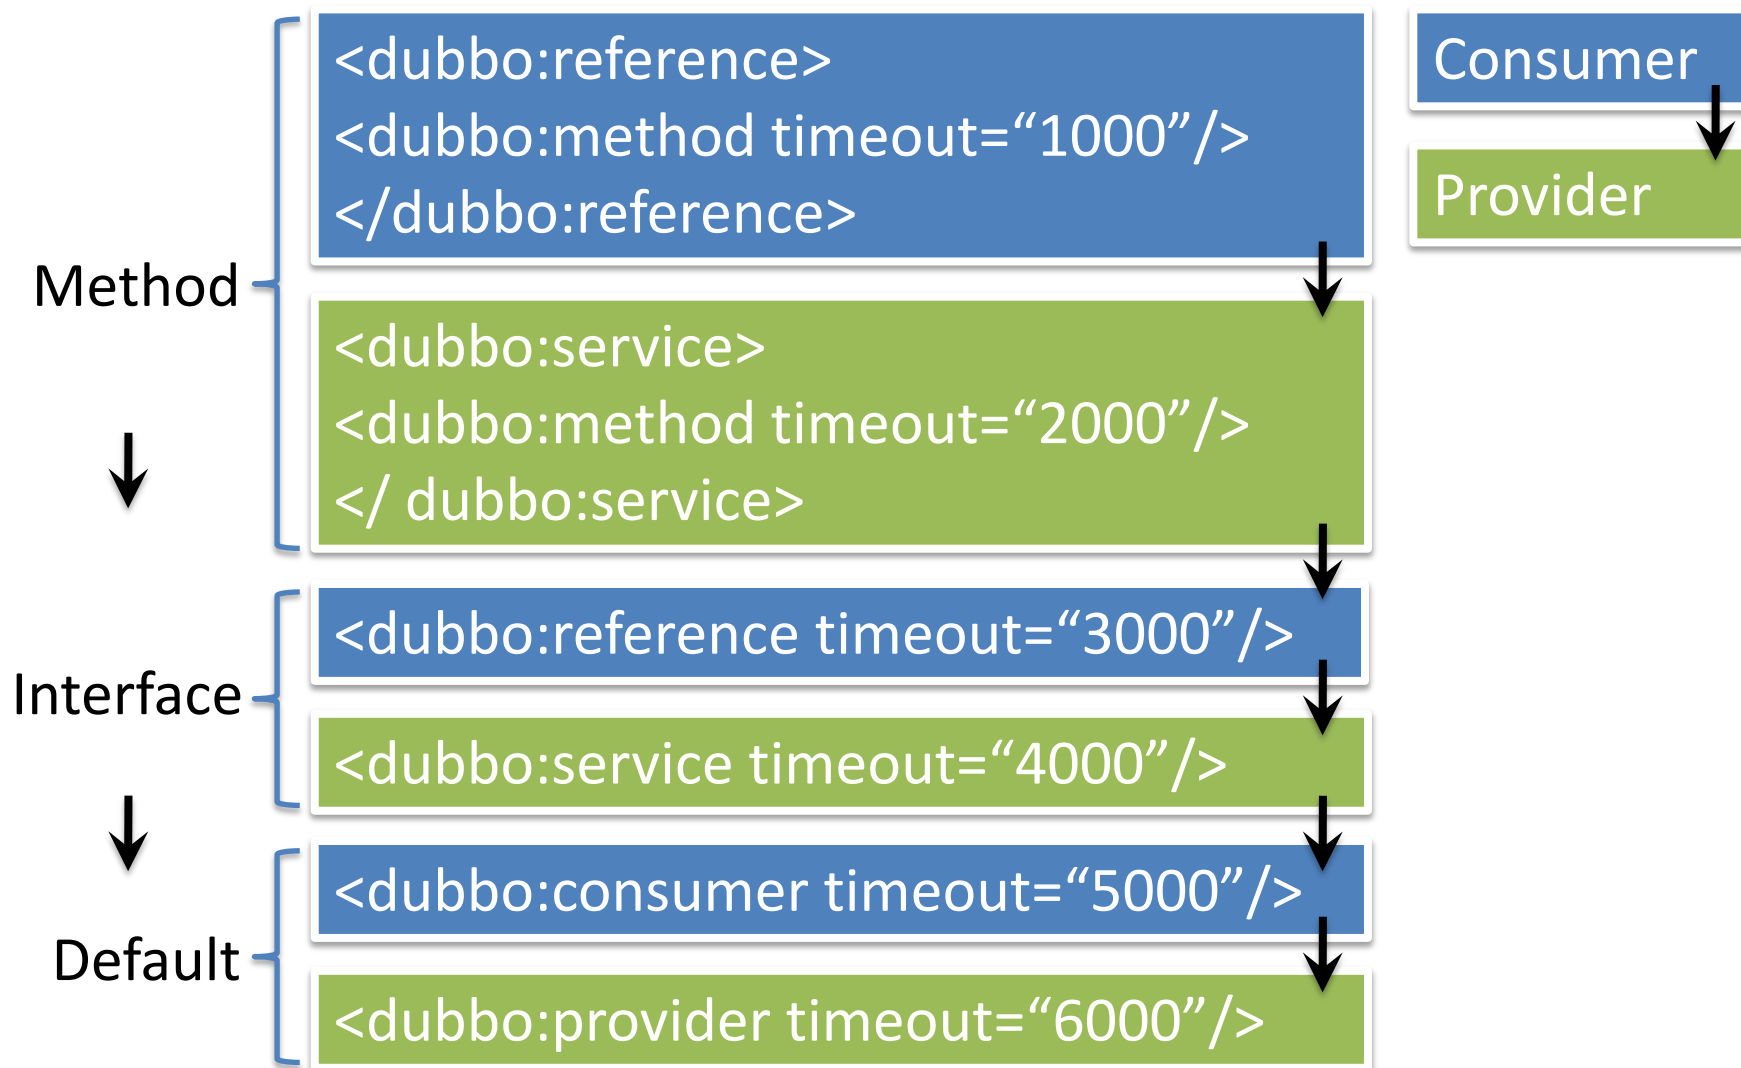 <dubbo:reference>
<dubbo:method timeout=“1000”/>
</dubbo:reference>
Consumer
Provider
Method
<dubbo:service>
<dubbo:method timeout=“2000”/>
</ dubbo:service>
Interface
<dubbo:reference timeout=“3000”/>
<dubbo:service timeout=“4000”/>
Default
<dubbo:consumer timeout=“5000”/>
<dubbo:provider timeout=“6000”/>